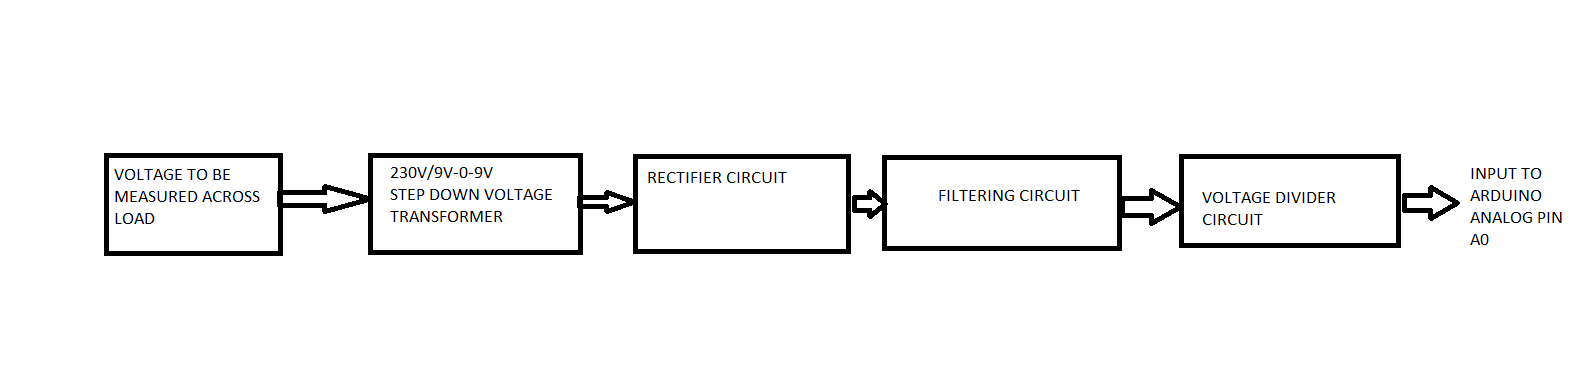 VOLTAGE TO BE
MEASURED ACROSS
LOAD
230V/9V-0-9V
STEP DOWN VOLTAGE
TRANSFORMER
RECTIFIER CIRCUIT
FILTERING CIRCUIT
VOLTAGE DIVIDER
CIRCUIT
INPUT TO
ARDUINO
ANALOG PIN
A0